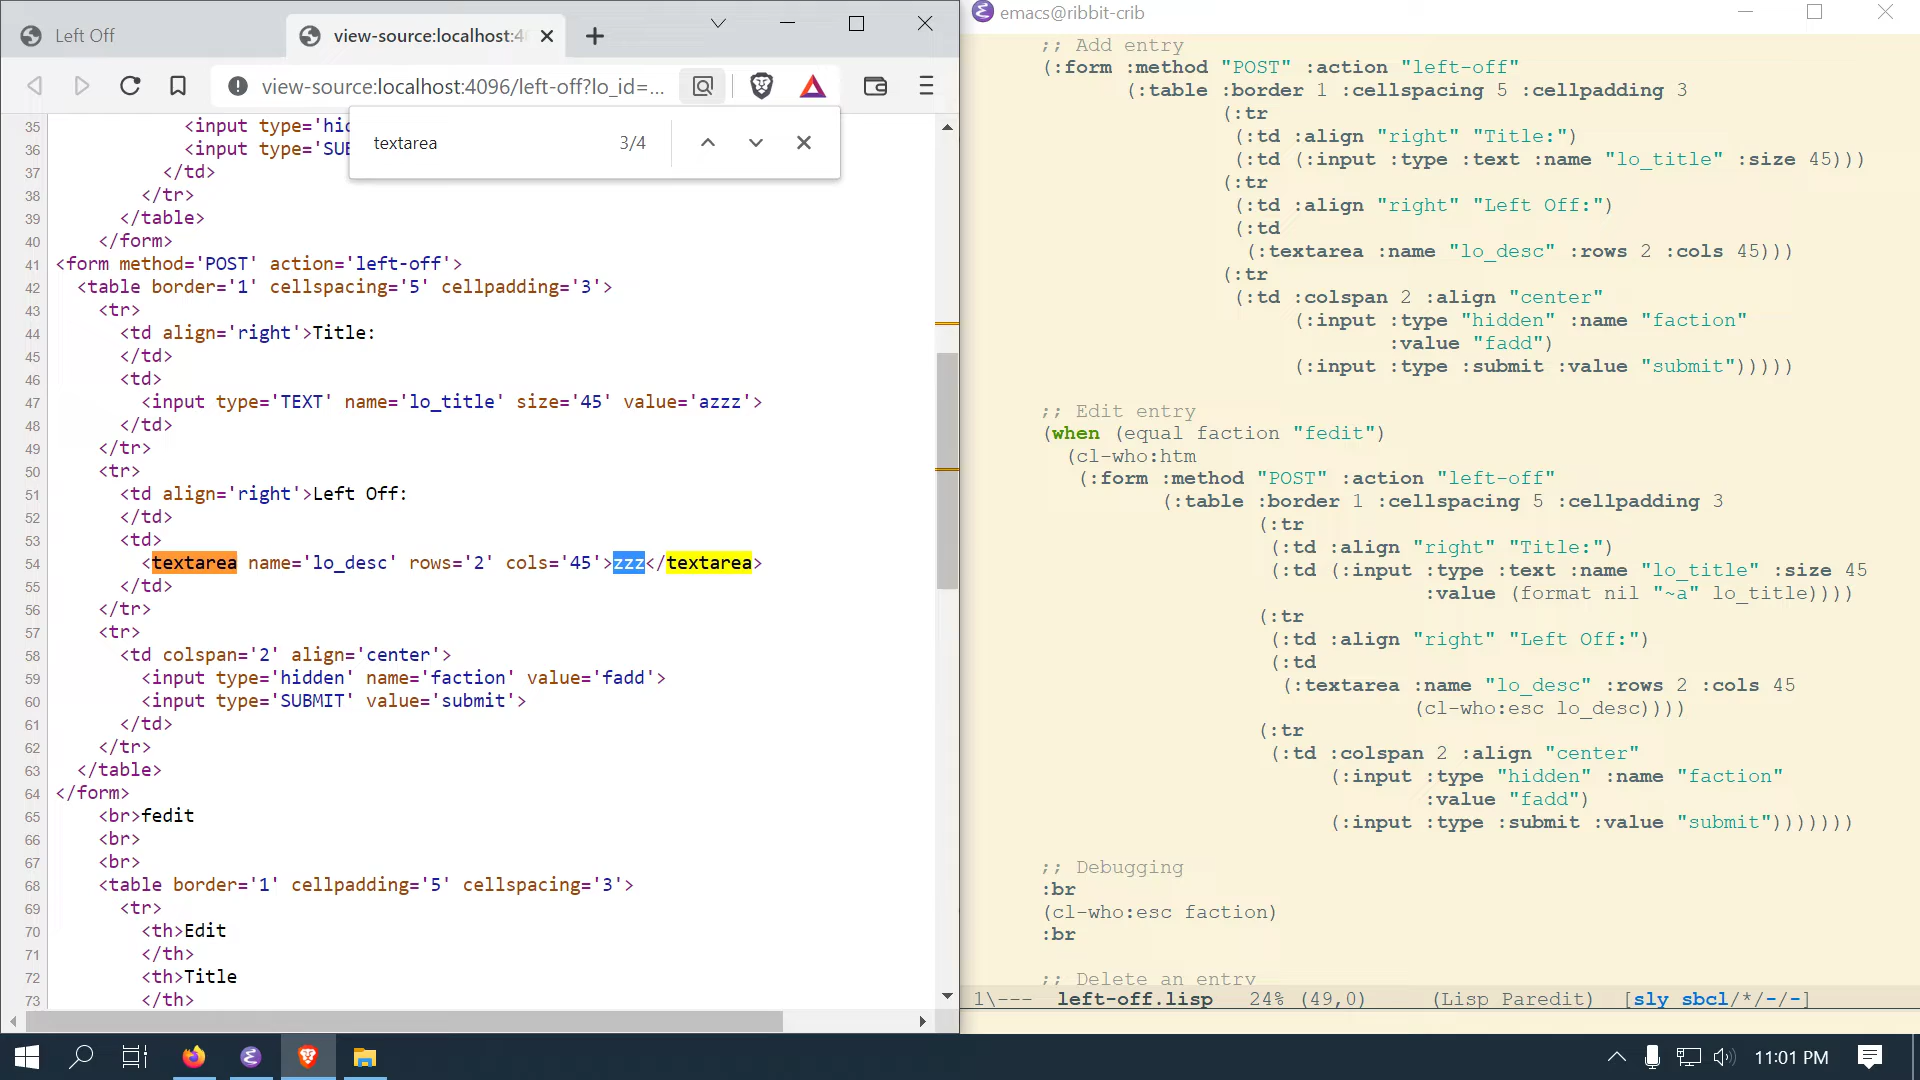 Left Off
view-source:localhost:4
view-source:localhost:4096/left-off?lo_id=...
textarea 3/4
35 <input type='hid
36 <input type='SUB
37 </td>
38 </tr>
39 </table>
40 </form>
41 <form method='POST' action='left-off'>
42 <table border='1' cellspacing='5' cellpadding='3'>
43 <tr>
44 <td align='right'>Title:
45 </td>
46 <td>
47 <input type='TEXT' name='lo_title' size='45' value='azzz'>
48 </td>
49 </tr>
50 <tr>
51 <td align='right'>Left Off:
52 </td>
53 <td>
54 <textarea name='lo_desc' rows='2' cols='45'>zzz</textarea>
55 </td>
56 </tr>
57 <tr>
58 <td colspan='2' align='center'>
59 <input type='hidden' name='faction' value='fadd'>
60 <input type='SUBMIT' value='submit'>
61 </td>
62 </tr>
63 </table>
64 </form>
65 <br>fedit
66 <br>
67 <br>
68 <table border='1' cellpadding='5' cellspacing='3'>
69 <tr>
70 <th>Edit
71 </th>
72 <th>Title
73 </th>
emacs@ribbit-crib
;; Add entry
(:form :method "POST" :action "left-off"
(:table :border 1 :cellspacing 5 :cellpadding 3
(:tr
(:td :align "right" "Title:")
(:td (:input :type :text :name "lo_title" :size 45)))
(:tr
(:td :align "right" "Left Off:")
(:td
(:textarea :name "lo_desc" :rows 2 :cols 45)))
(:tr
(:td :colspan 2 :align "center"
(:input :type "hidden" :name "faction"
:value "fadd")
(:input :type :submit :value "submit")))))
;; Edit entry
(when (equal faction "fedit")
(cl-who:htm
(:form :method "POST" :action "left-off"
(:table :border 1 :cellspacing 5 :cellpadding 3
(:tr
(:td :align "right" "Title:")
(:td (:input :type :text :name "lo_title" :size 45
:value (format nil "~a" lo_title))))
(:tr
(:td :align "right" "Left Off:")
(:td
(:textarea :name "lo_desc" :rows 2 :cols 45
(cl-who:esc lo_desc))))
(:tr
(:td :colspan 2 :align "center"
(:input :type "hidden" :name "faction"
:value "fadd")
(:input :type :submit :value "submit")))))))
;; Debugging
:br
(cl-who:esc faction)
:br
;; Delete an entry
1\--- left-off.lisp 24% (49,0) (Lisp Paredit) [sly sbcl/*/-/-]
11:01 PM